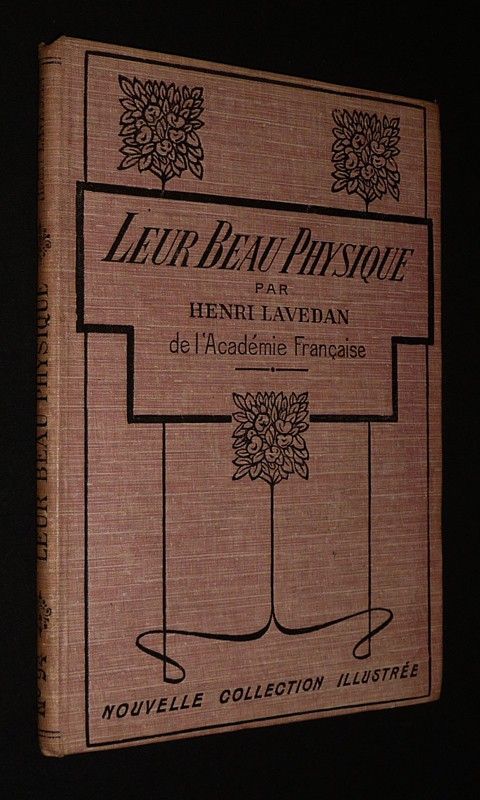 LEUR BEAU PHYSIQUE
PAR
HENRI LAVEDAN
de l'Académie Française
NOUVELLE COLLECTION ILLUSTRÉE
LEUR BEAU PHYSIQUE